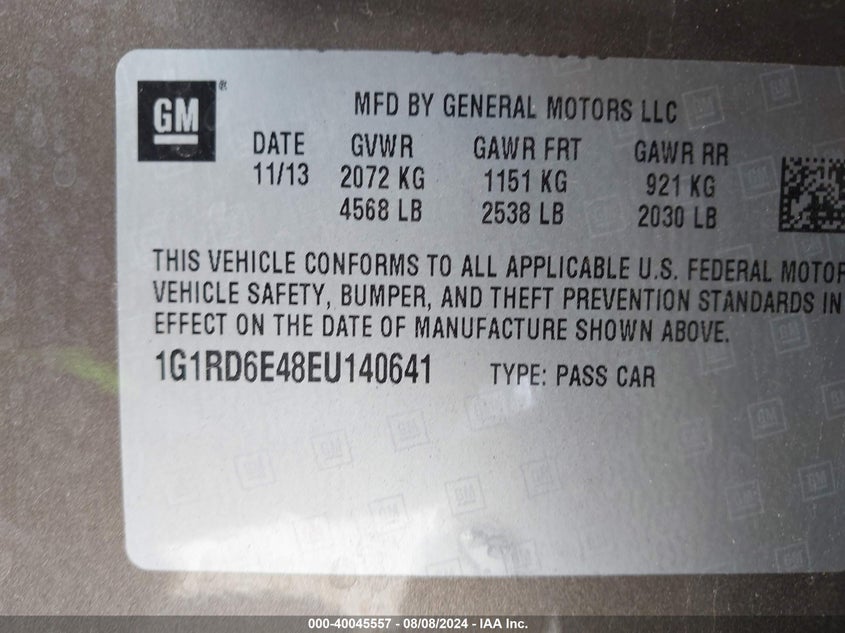 GM®
MFD BY GENERAL MOTORS LLC
DATE GVWR GAWR FRT GAWR RR
11/13 2072 KG 1151 KG 921 KG
4568 LB 2538 LB 2030 LB
THIS VEHICLE CONFORMS TO ALL APPLICABLE U.S. FEDERAL MOTOR
VEHICLE SAFETY, BUMPER, AND THEFT PREVENTION STANDARDS IN
EFFECT ON THE DATE OF MANUFACTURE SHOWN ABOVE.
1G1RD6E48EU140641 TYPE: PASS CAR
000-40045557 - 08/08/2024 - IAA Inc.